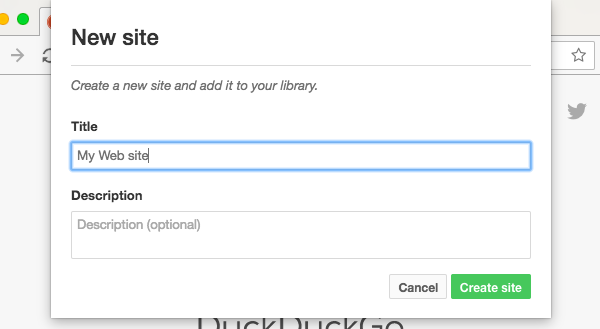 New site
Create a new site and add it to your library.
Title
My Web site
Description
Description (optional)
Cancel Create site
DuckDuckGo